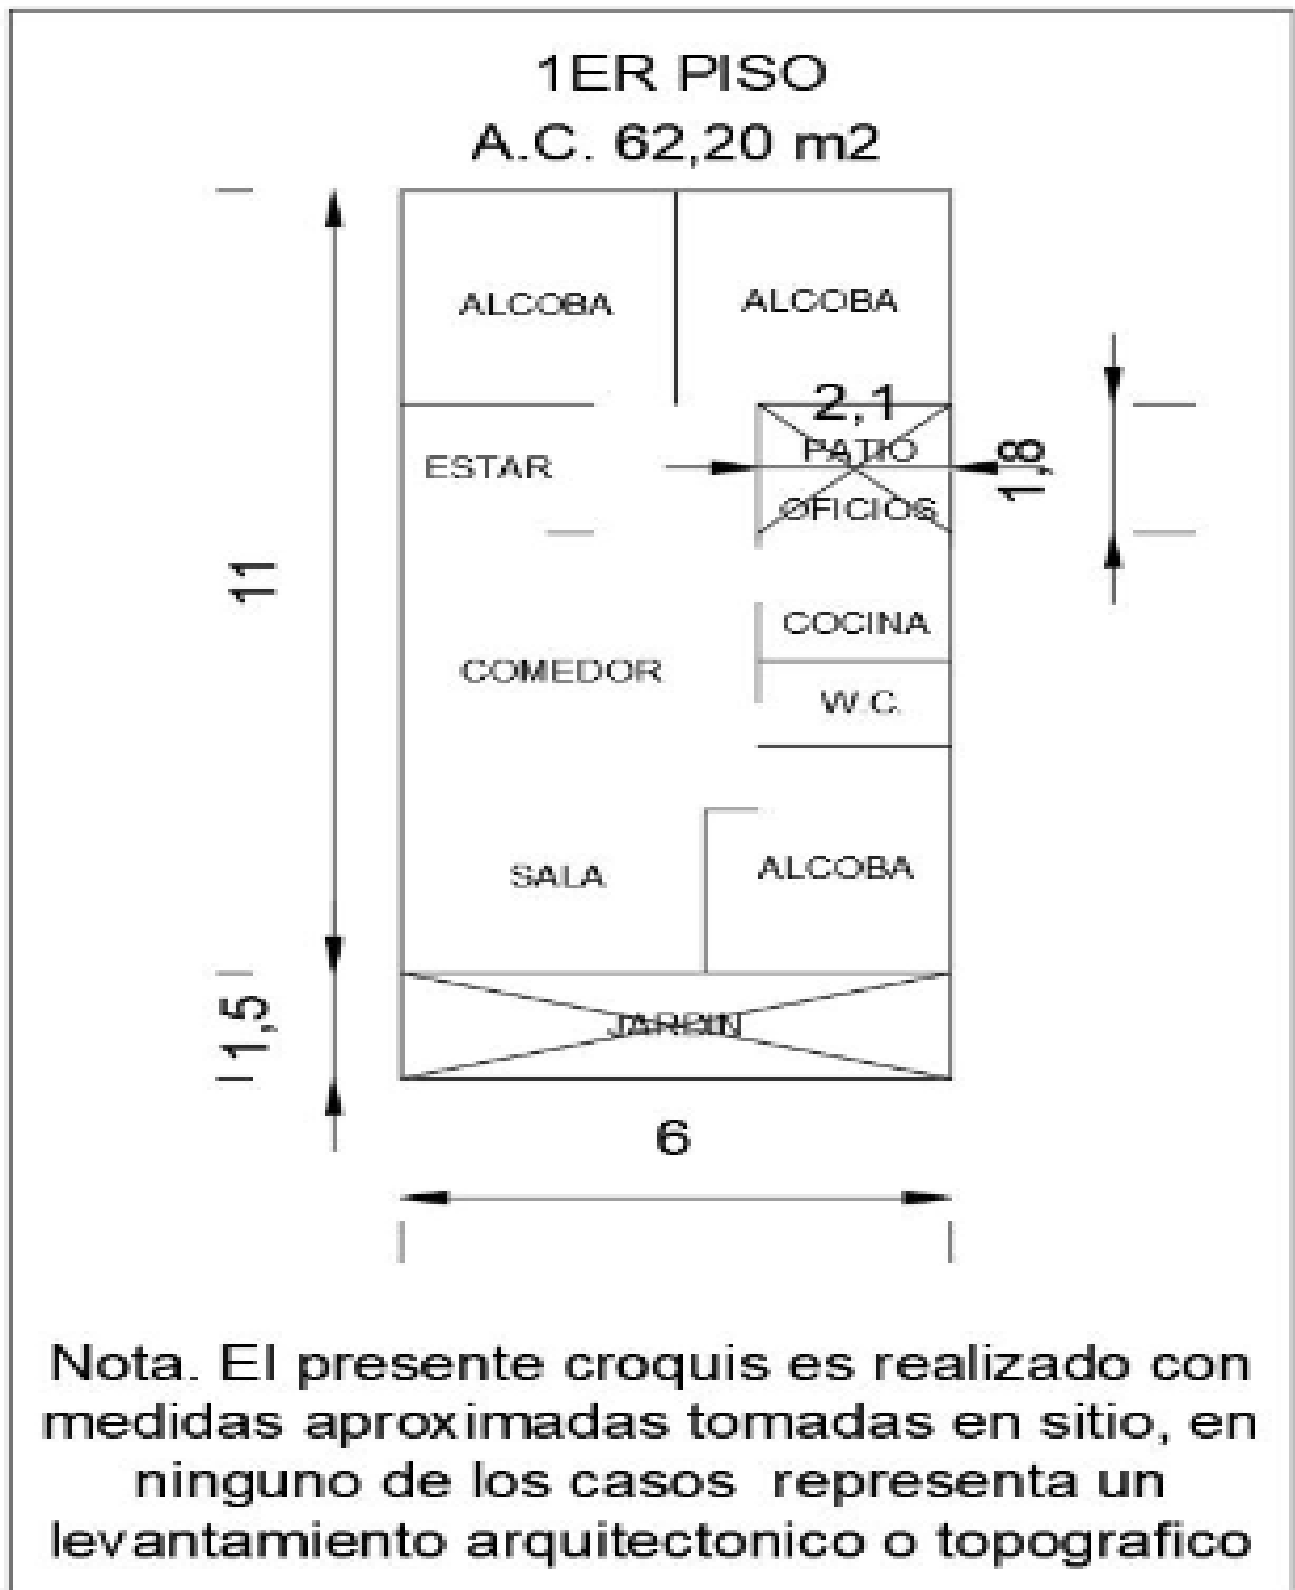 1ER PISO
A.C. 62,20 m2
ALCOBA
ALCOBA
2,1
PATIO
ESTAR
1,8
OFICIOS
11
COCINA
COMEDOR
W.C.
ALCOBA
SALA
1,5
JARDIN
6
Nota. El presente croquis es realizado con
medidas aproximadas tomadas en sitio, en
ninguno de los casos representa un
levantamiento arquitectonico o topografico